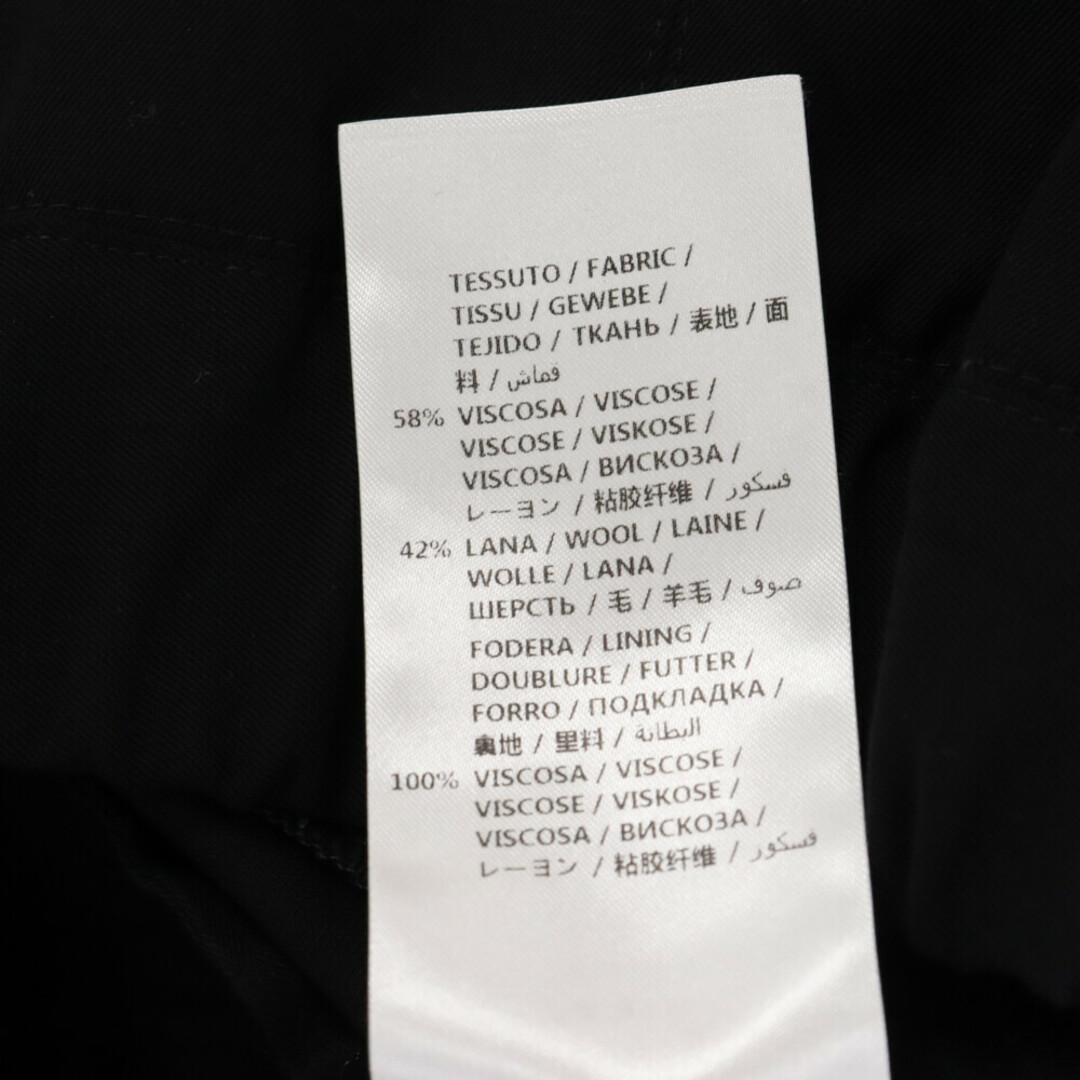 TESSUTO / FABRIC /
TISSU / GEWEBE /
TEJIDO / ТКАНЬ / 表地 / 面
料 / قماش
58% VISCOSA / VISCOSE /
VISCOSE / VISKOSE /
VISCOSA / ВИСКОЗА /
レーヨン / 粘胶纤维 / فسكور
42% LANA / WOOL / LAINE /
WOLLE / LANA /
ШЕРСТЬ / 毛 / 羊毛 / صوف
FODERA / LINING /
DOUBLURE / FUTTER /
FORRO / ПОДКЛАДКА /
裏地 / 里料 / البطانة
100% VISCOSA / VISCOSE /
VISCOSE / VISKOSE /
VISCOSA / ВИСКОЗА /
レーヨン / 粘胶纤维 / فسكور